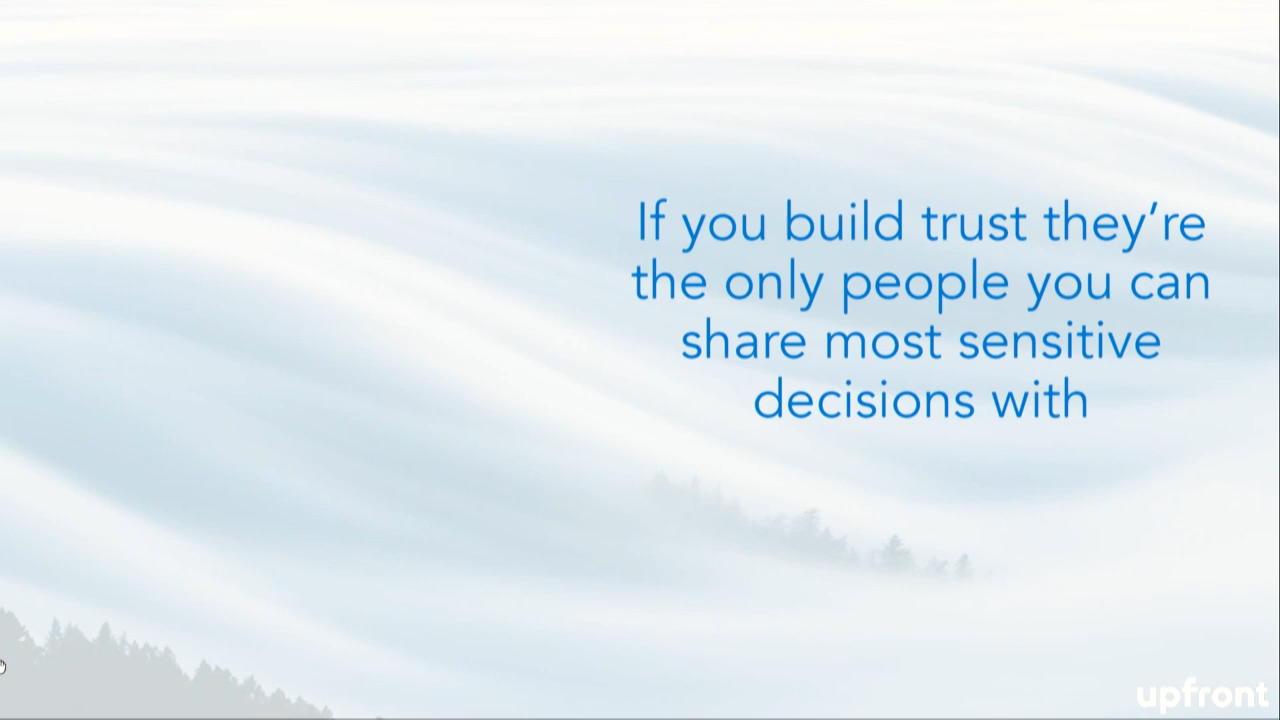 If you build trust they’re
the only people you can
share most sensitive
decisions with
upfront